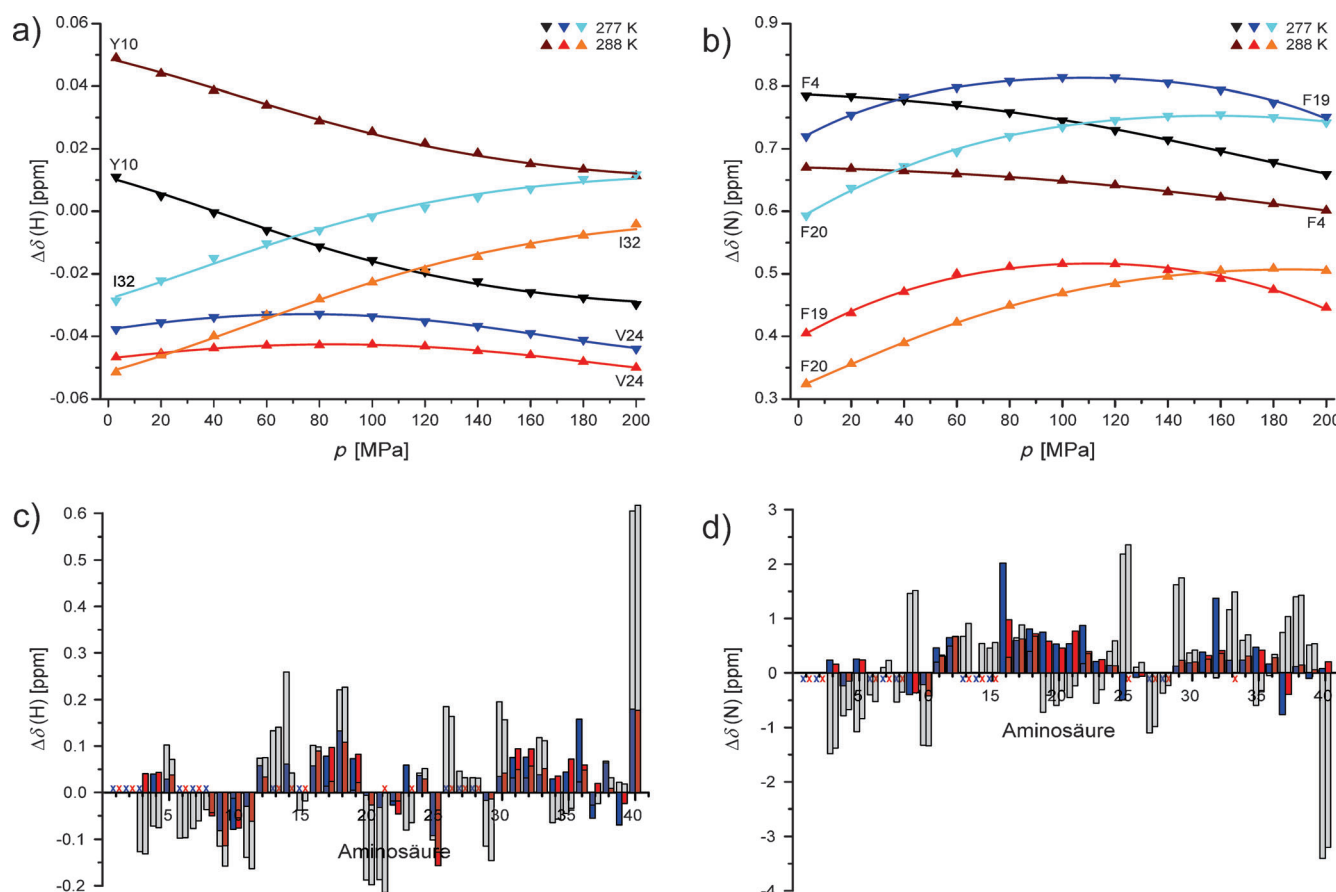 a)
277 K
288 K
Y10
Y10
I32
I32
V24
V24
0.06
0.04
0.02
0.00
-0.02
-0.04
-0.06
Δδ(H) [ppm]
0 20 40 60 80 100 120 140 160 180 200
p [MPa]
b)
277 K
288 K
F4
F19
F20
F4
F19
F20
0.9
0.8
0.7
0.6
0.5
0.4
0.3
Δδ(N) [ppm]
0 20 40 60 80 100 120 140 160 180 200
p [MPa]
c)
0.6
0.5
0.4
0.3
0.2
0.1
0.0
-0.1
-0.2
Δδ(H) [ppm]
5 10 15 20 25 30 35 40
Aminosäure
d)
3
2
1
0
-1
-2
-3
-4
Δδ(N) [ppm]
5 10 15 20 25 30 35 40
Aminosäure